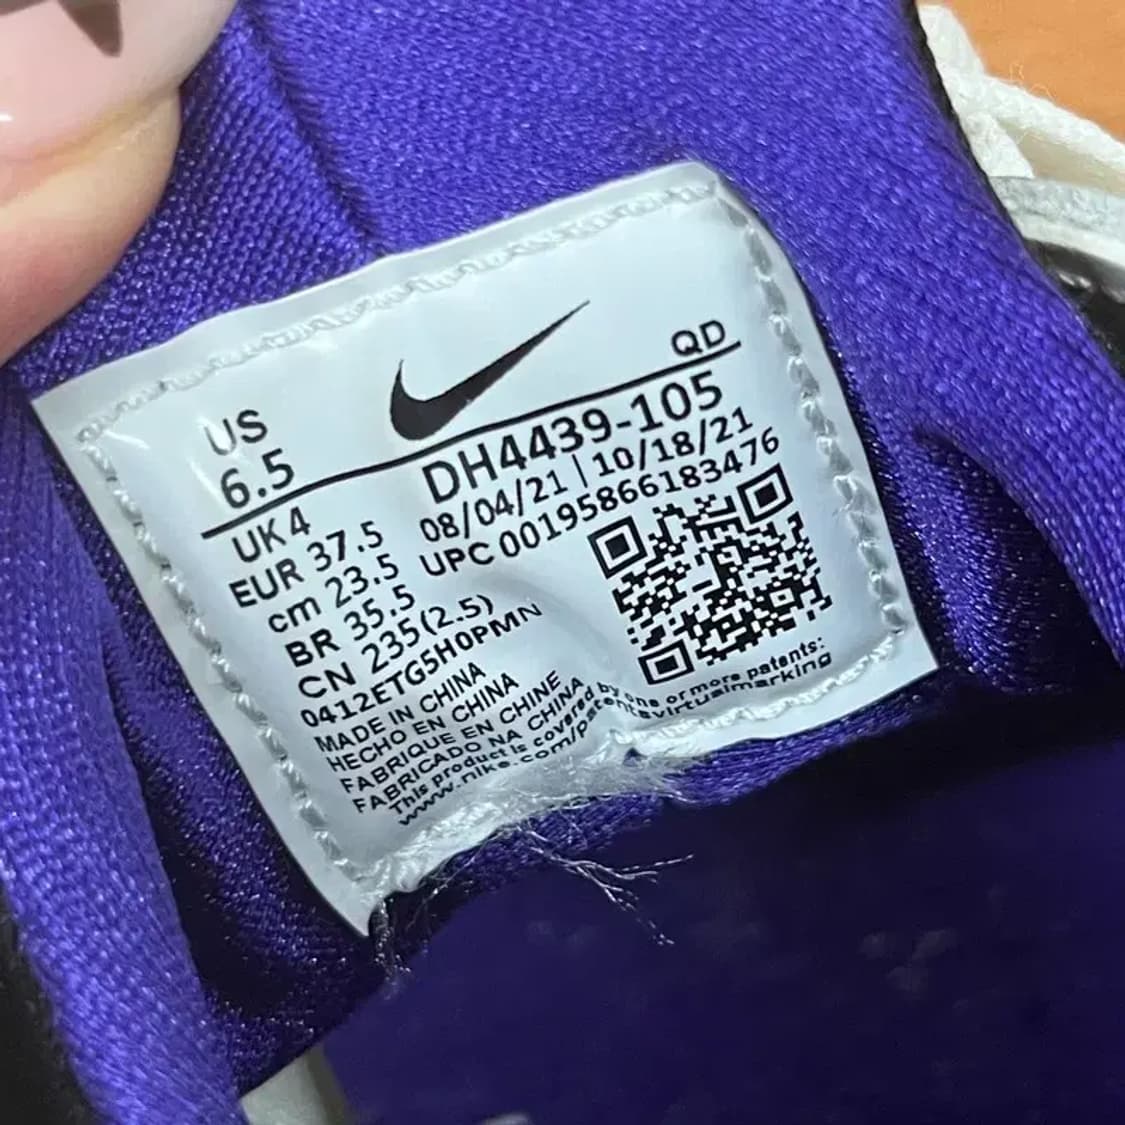 US
6.5
QD
DH4439-105
08/04/21 | 10/18/21
UPC 00195866183476
UK 4
EUR 37.5
cm 23.5
BR 35.5
CN 235(2.5)
0412ETG5H0PMN
MADE IN CHINA
HECHO EN CHINA
FABRIQUE EN CHINE
FABRICADO NA CHINA
This product is covered by one or more patents:
www.nike.com/patentsvirtualmarking